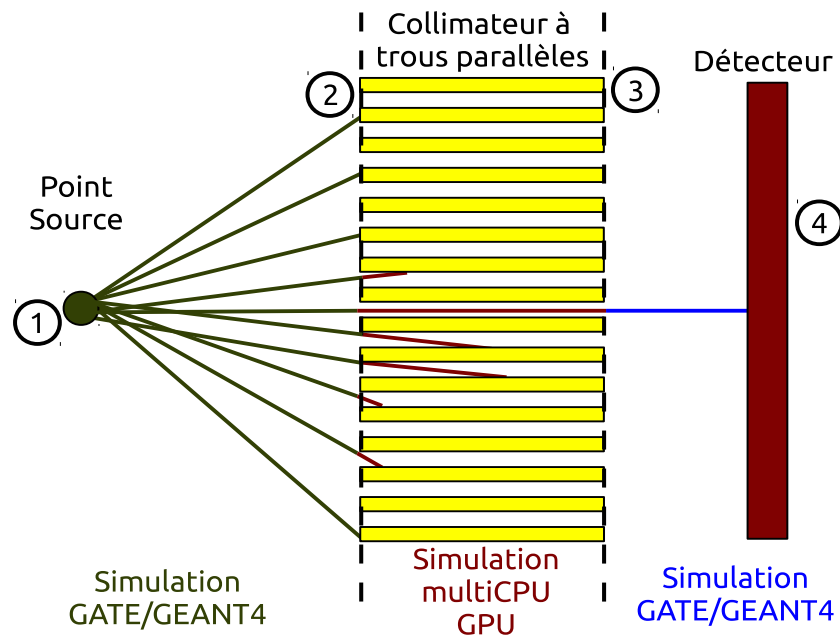 Collimateur à
trous parallèles
Détecteur
2
3
Point
Source
4
1
Simulation
GATE/GEANT4
Simulation
multiCPU
GPU
Simulation
GATE/GEANT4